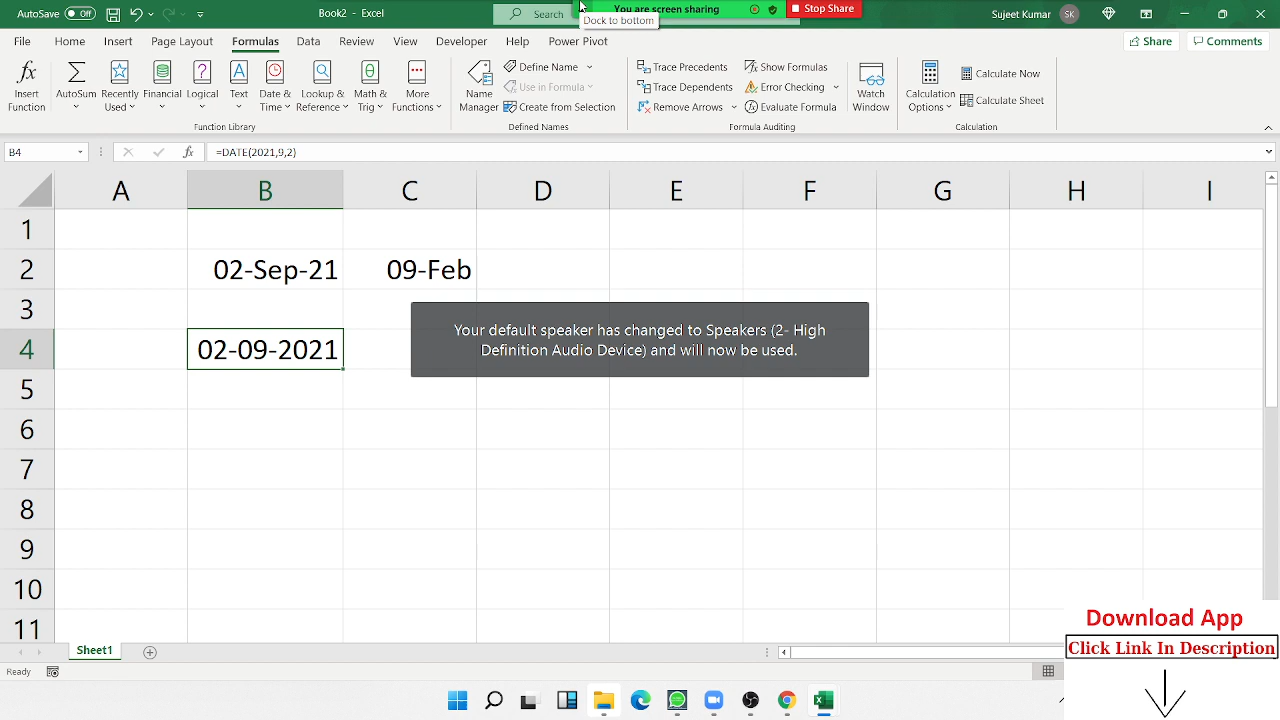 AutoSave Off
Book2 - Excel
Search
You are screen sharing
Stop Share
Sujeet Kumar
SK
Dock to bottom
File Home Insert Page Layout Formulas Data Review View Developer Help Power Pivot
Share
Comments
fx
Insert Function
AutoSum
Recently Used
Financial
Logical
Text
Date & Time
Lookup & Reference
Math & Trig
More Functions
Function Library
Name Manager
Define Name
Use in Formula
Create from Selection
Defined Names
Trace Precedents
Trace Dependents
Remove Arrows
Show Formulas
Error Checking
Evaluate Formula
Formula Auditing
Watch Window
Calculation Options
Calculate Now
Calculate Sheet
Calculation
B4
fx
=DATE(2021,9,2)
A B C D E F G H I
1
2 02-Sep-21 09-Feb
3
4 02-09-2021
5
6
7
8
9
10
11
Your default speaker has changed to Speakers (2- High
Definition Audio Device) and will now be used.
Download App
Click Link In Description
Sheet1
Ready